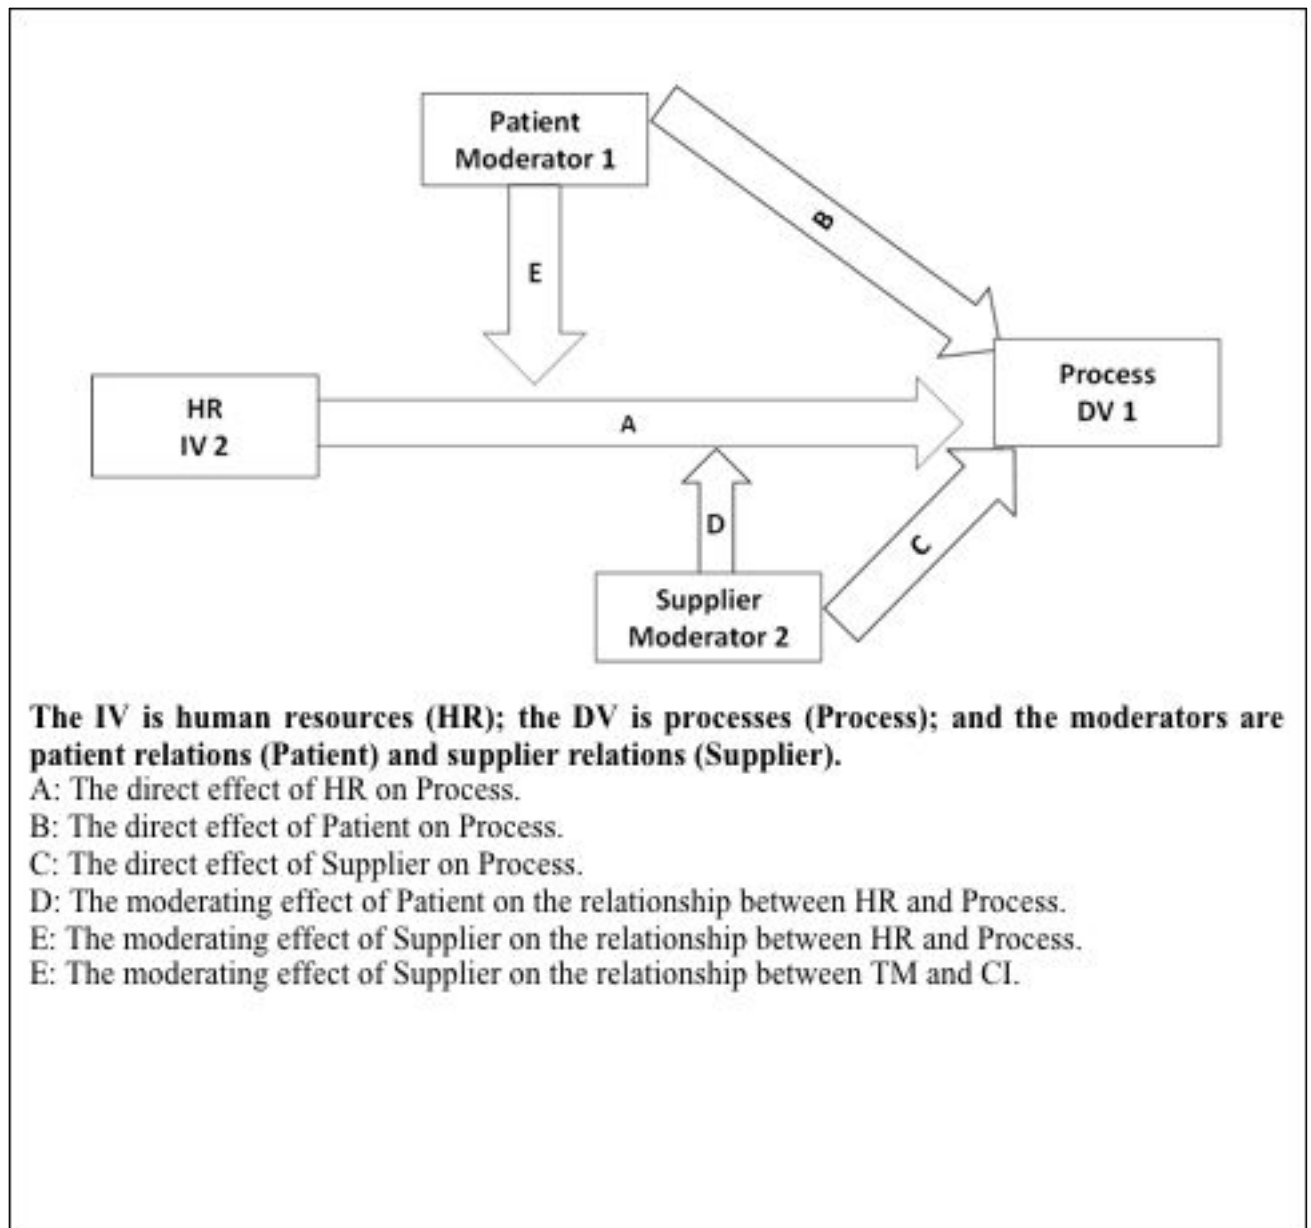 Patient
Moderator 1
B
E
Process
DV 1
HR
IV 2
A
D
C
Supplier
Moderator 2
The IV is human resources (HR); the DV is processes (Process); and the moderators are
patient relations (Patient) and supplier relations (Supplier).
A: The direct effect of HR on Process.
B: The direct effect of Patient on Process.
C: The direct effect of Supplier on Process.
D: The moderating effect of Patient on the relationship between HR and Process.
E: The moderating effect of Supplier on the relationship between HR and Process.
E: The moderating effect of Supplier on the relationship between TM and CI.